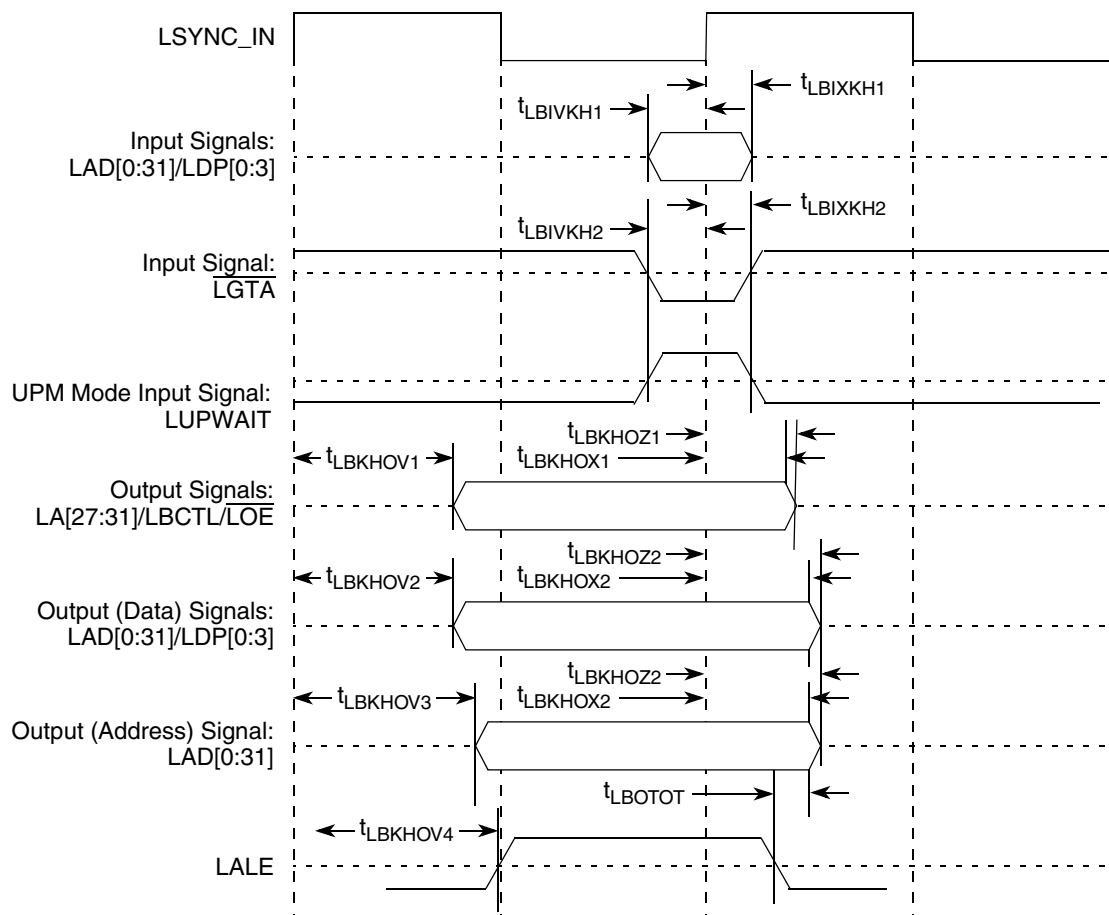 LSYNC_IN
tLBIXKH1
tLBIVKH1
Input Signals:
LAD[0:31]/LDP[0:3]
tLBIXKH2
tLBIVKH2
Input Signal:
LGTA
UPM Mode Input Signal:
LUPWAIT
tLBKHOZ1
tLBKHOV1
tLBKHOX1
Output Signals:
LA[27:31]/LBCTL/LOE
tLBKHOZ2
tLBKHOV2
tLBKHOX2
Output (Data) Signals:
LAD[0:31]/LDP[0:3]
tLBKHOZ2
tLBKHOV3
tLBKHOX2
Output (Address) Signal:
LAD[0:31]
tLBOTOT
tLBKHOV4
LALE